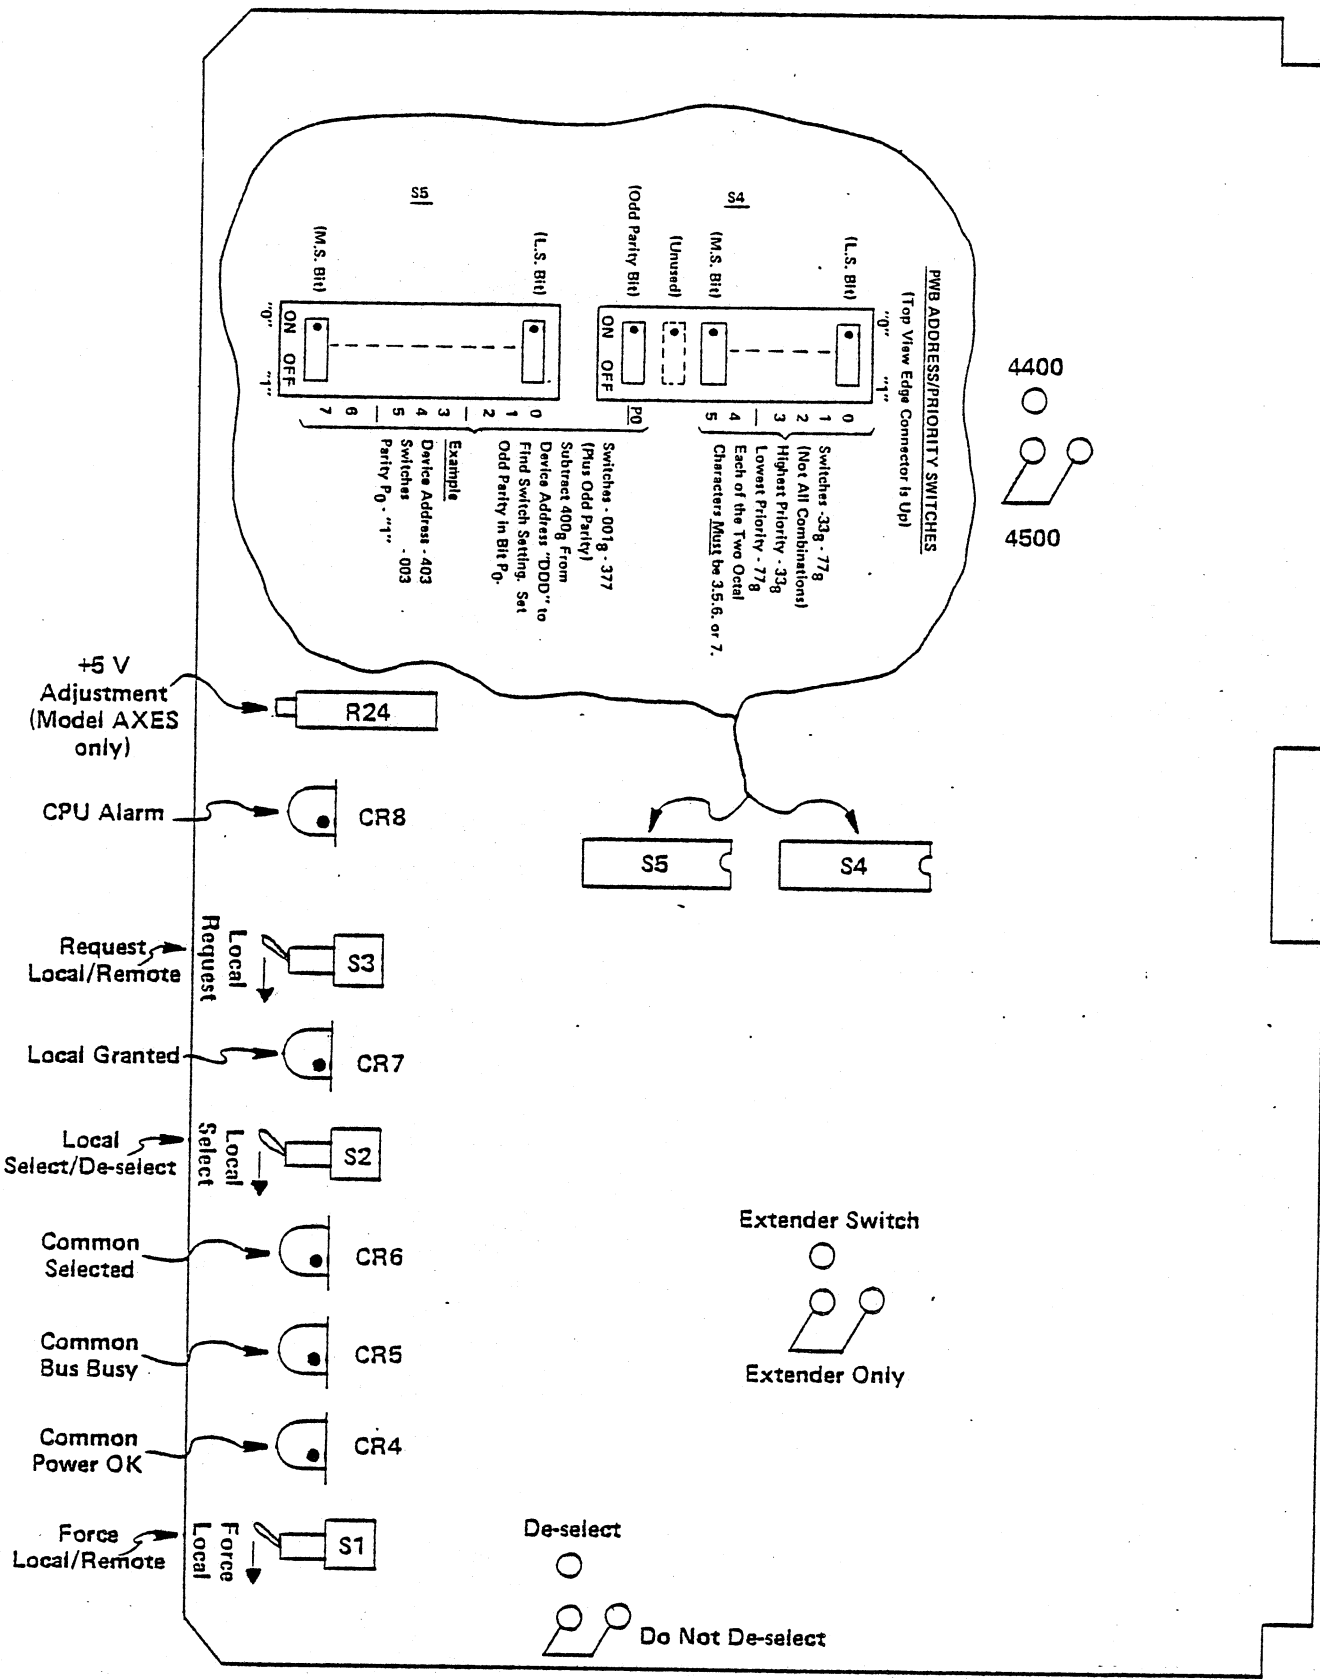 PWB ADDRESS/PRIORITY SWITCHES
(Top View Edge Connector is Up)
S4
(L.S. Bit)
(M.S. Bit)
(Unused)
(Odd Parity Bit)
"0" "1"
ON OFF
0
1
2
3
4
5
P0
Switches -33₈ - 77₈
(Not All Combinations)
Highest Priority - 33₈
Lowest Priority - 77₈
Each of the Two Octal
Characters Must be 3.5.6. or 7.
S5
(L.S. Bit)
(M.S. Bit)
ON OFF
"0" "1"
0
1
2
3
4
5
6
7
Switches - 001₈ - 377
(Plus Odd Parity)
Subtract 400₈ From
Device Address "DDD" to
Find Switch Setting. Set
Odd Parity in Bit P₀.
Example
Device Address - 403
Switches - 003
Parity P₀ - "1"
4400
4500
+5 V
Adjustment
(Model AXES
only)
R24
CPU Alarm
CR8
S5
S4
Request
Local/Remote
Local
Request
S3
Local Granted
CR7
Local
Select/De-select
Local
Select
S2
Common
Selected
CR6
Extender Switch
Extender Only
Common
Bus Busy
CR5
Common
Power OK
CR4
Force
Local/Remote
Force
Local
S1
De-select
Do Not De-select